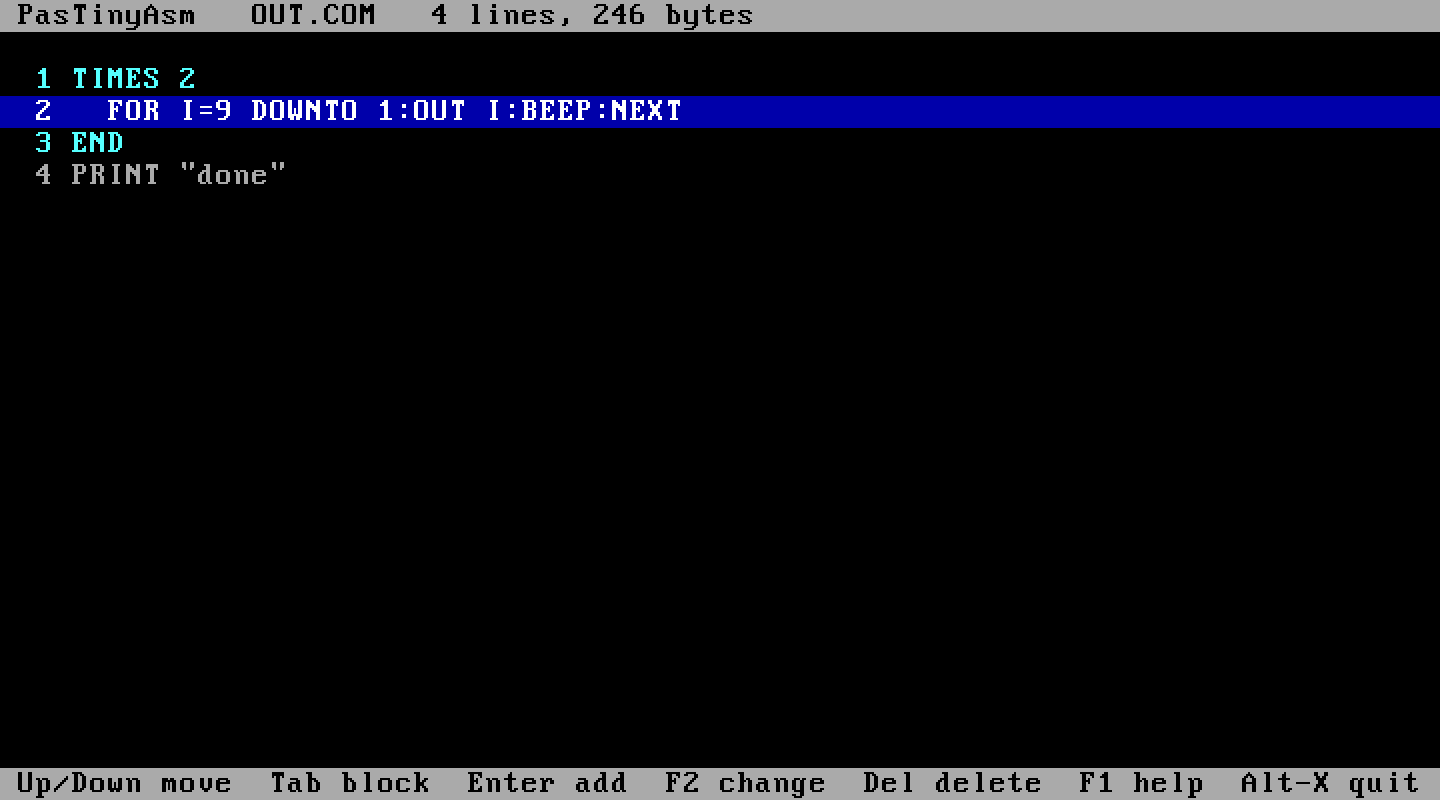 PasTinyAsm   OUT.COM   4 lines, 246 bytes
1 TIMES 2
2   FOR I=9 DOWNTO 1:OUT I:BEEP:NEXT
3 END
4 PRINT "done"
Up/Down move  Tab block  Enter add  F2 change  Del delete  F1 help  Alt-X quit